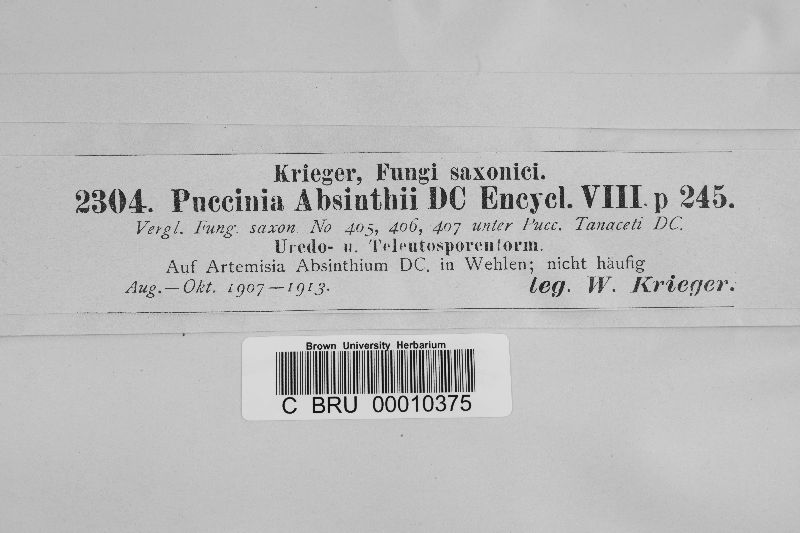 Krieger, Fungi saxonici.
2304. Puccinia Absinthii DC Encycl. VIII. p 245.
Vergl. Fung. saxon. No 405, 406, 407 unter Pucc. Tanaceti DC.
Uredo- u. Teleutosporenform.
Auf Artemisia Absinthium DC. in Wehlen; nicht häufig
Aug.—Okt. 1907—1913. leg. W. Krieger.
Brown University Herbarium
C BRU 00010375